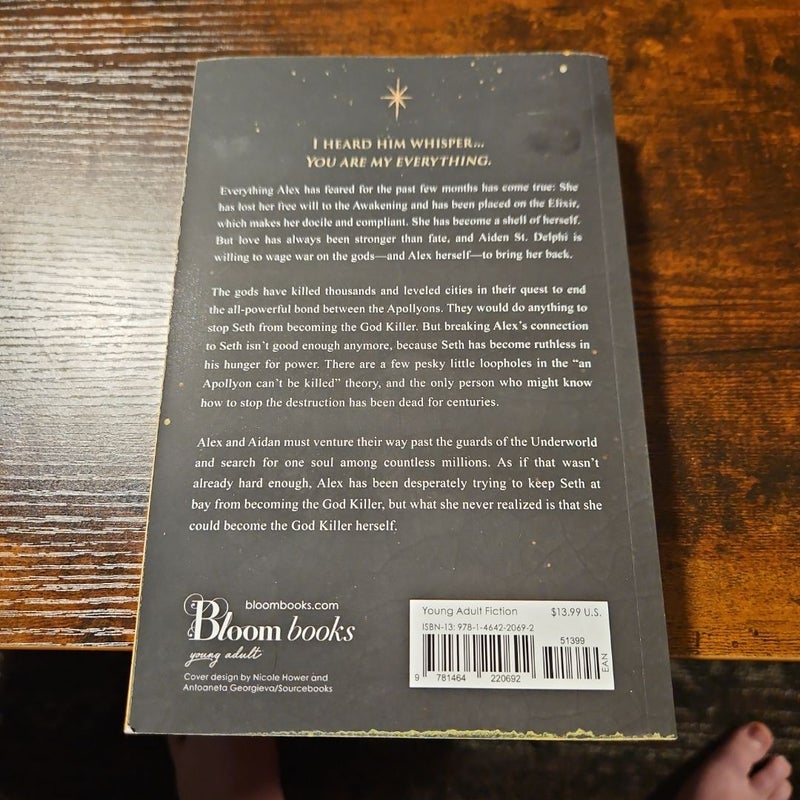 I HEARD HIM WHISPER...
YOU ARE MY EVERYTHING.
Everything Alex has feared for the past few months has come true: She
has lost her free will to the Awakening and has been placed on the Elixir,
which makes her docile and compliant. She has become a shell of herself.
But love has always been stronger than fate, and Aiden St. Delphi is
willing to wage war on the gods—and Alex herself—to bring her back.
The gods have killed thousands and leveled cities in their quest to end
the all-powerful bond between the Apollyons. They would do anything to
stop Seth from becoming the God Killer. But breaking Alex's connection
to Seth isn't good enough anymore, because Seth has become ruthless in
his hunger for power. There are a few pesky little loopholes in the "an
Apollyon can't be killed" theory, and the only person who might know
how to stop the destruction has been dead for centuries.
Alex and Aidan must venture their way past the guards of the Underworld
and search for one soul among countless millions. As if that wasn't
already hard enough, Alex has been desperately trying to keep Seth at
bay from becoming the God Killer, but what she never realized is that she
could become the God Killer herself.
bloombooks.com
Bloom books
young adult
Cover design by Nicole Hower and
Antoaneta Georgieva/Sourcebooks
Young Adult Fiction $13.99 U.S.
ISBN-13: 978-1-4642-2069-2
51399
EAN
9 781464 220692